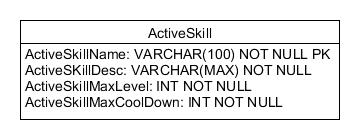 ActiveSkill
ActiveSkillName: VARCHAR(100) NOT NULL PK
ActiveSKillDesc: VARCHAR(MAX) NOT NULL
ActiveSkillMaxLevel: INT NOT NULL
ActiveSkillMaxCoolDown: INT NOT NULL